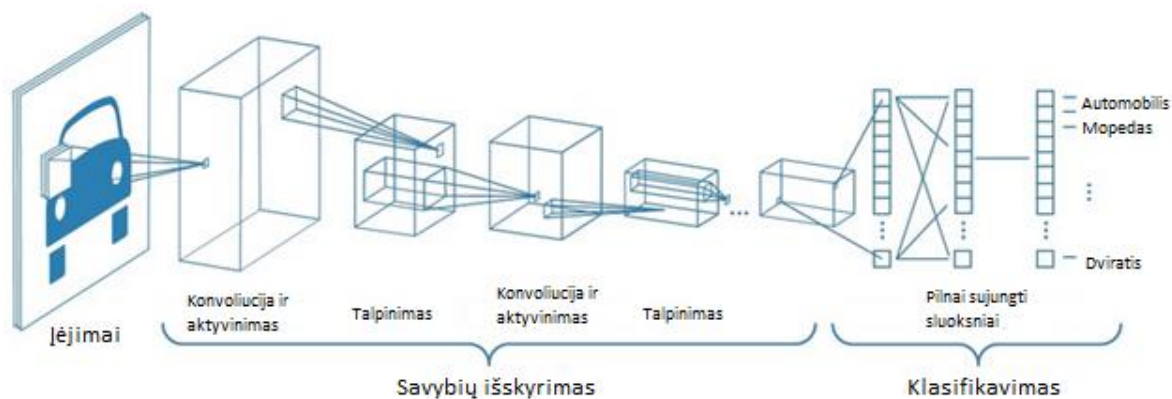 Automobilis
Mopedas
...
...
...
...
...
Dviratis
Įėjimai
Konvoliucija ir
aktyvinimas
Talpinimas
Konvoliucija ir
aktyvinimas
Talpinimas
Pilnai sujungti
sluoksniai
Savybių išskyrimas
Klasifikavimas